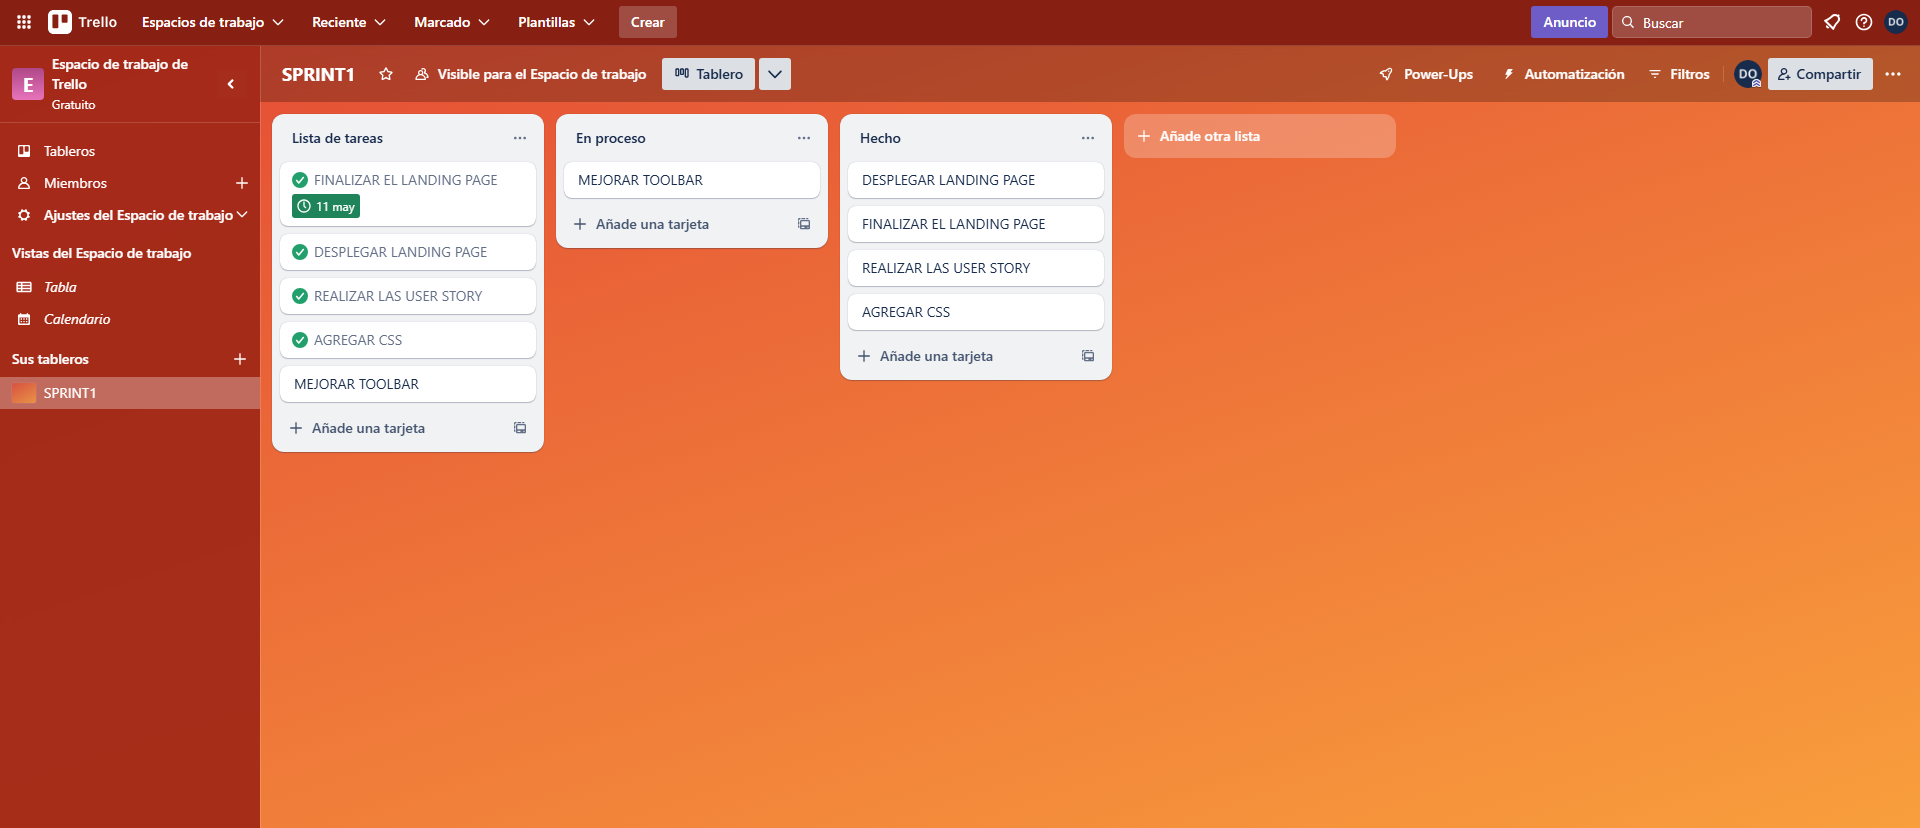 Trello
Espacios de trabajo
Reciente
Marcado
Plantillas
Crear
Anuncio
Buscar
DO
E
Espacio de trabajo de
Trello
Gratuito
Tableros
Miembros
Ajustes del Espacio de trabajo
Vistas del Espacio de trabajo
Tabla
Calendario
Sus tableros
SPRINT1
SPRINT1
Visible para el Espacio de trabajo
Tablero
Power-Ups
Automatización
Filtros
DO
Compartir
Lista de tareas
FINALIZAR EL LANDING PAGE
11 may
DESPLEGAR LANDING PAGE
REALIZAR LAS USER STORY
AGREGAR CSS
MEJORAR TOOLBAR
Añade una tarjeta
En proceso
MEJORAR TOOLBAR
Añade una tarjeta
Hecho
DESPLEGAR LANDING PAGE
FINALIZAR EL LANDING PAGE
REALIZAR LAS USER STORY
AGREGAR CSS
Añade una tarjeta
Añade otra lista